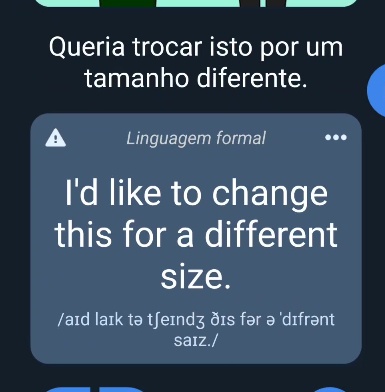 Queria trocar isto por um
tamanho diferente.
Linguagem formal
I'd like to change
this for a different
size.
/aɪd laɪk tə tʃeɪndʒ ðɪs fər ə ˈdɪfrənt
saɪz./